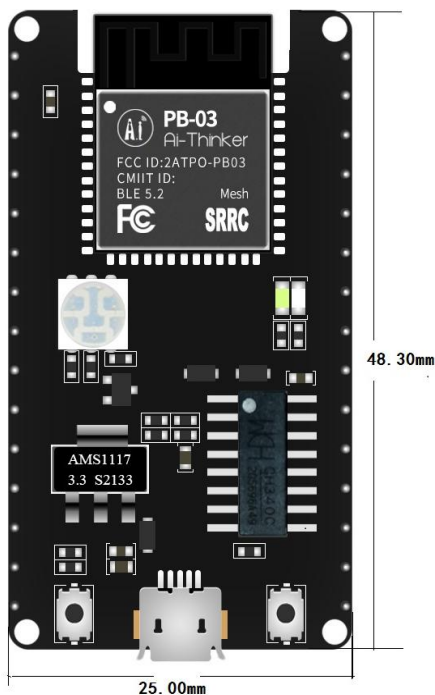 PB-03
Ai-Thinker
FCC ID:2ATPO-PB03
CMIIT ID:
BLE 5.2 Mesh
FC SRRC
48.30mm
AMS1117
3.3 S2133
WCH
CH340C
25.00mm